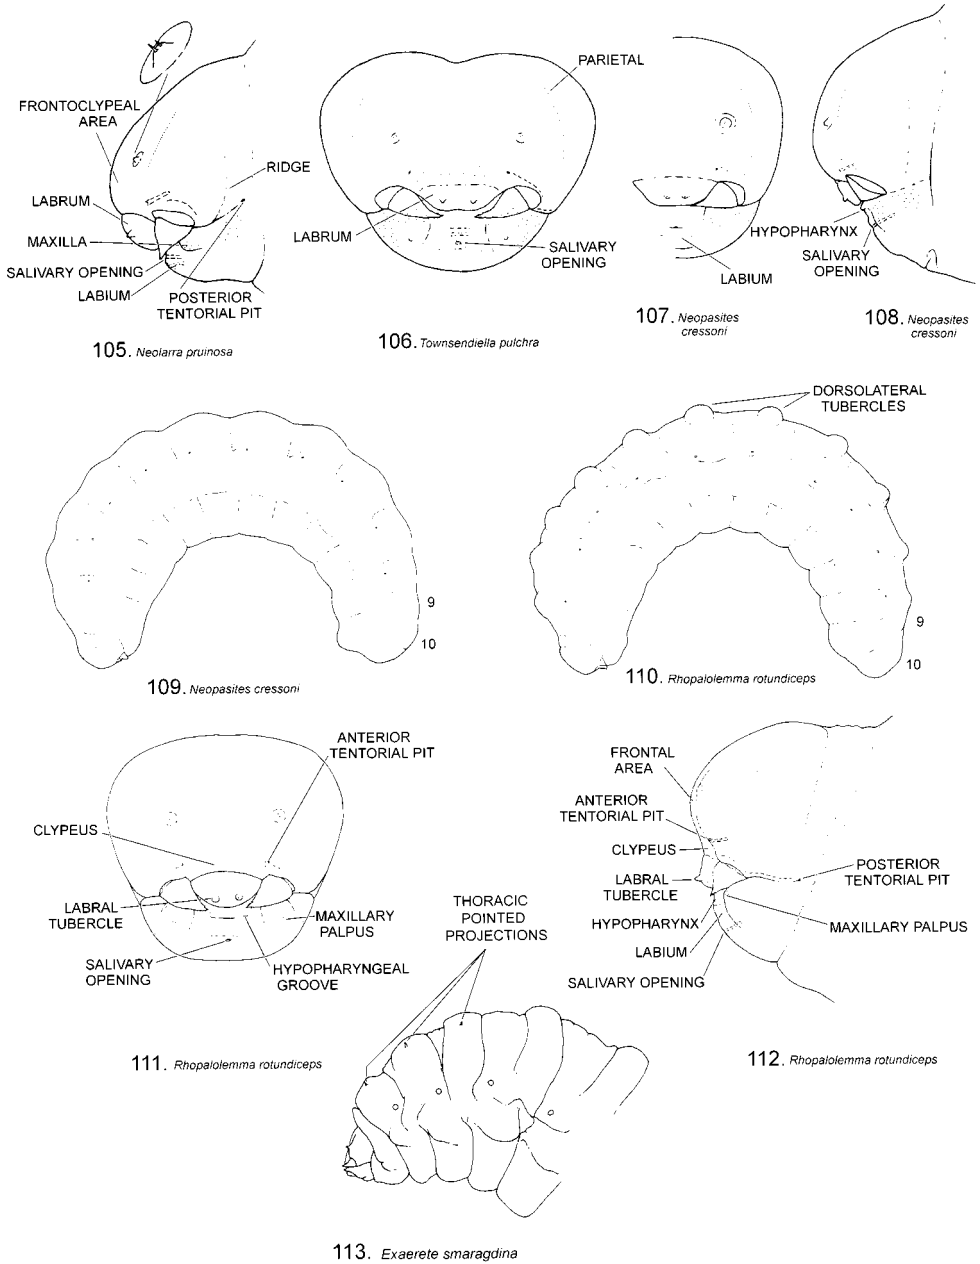 FRONTOCLYPEAL
AREA
LABRUM
MAXILLA
SALIVARY OPENING
LABIUM
RIDGE
POSTERIOR
TENTORIAL PIT
105. Neolarra pruinosa
PARIETAL
LABRUM
SALIVARY
OPENING
106. Townsendiella pulchra
LABIUM
107. Neopasites
cressoni
HYPOPHARYNX
SALIVARY
OPENING
108. Neopasites
cressoni
9
10
109. Neopasites cressoni
DORSOLATERAL
TUBERCLES
9
10
110. Rhopalolemma rotundiceps
ANTERIOR
TENTORIAL PIT
CLYPEUS
LABRAL
TUBERCLE
MAXILLARY
PALPUS
SALIVARY
OPENING
HYPOPHARYNGEAL
GROOVE
111. Rhopalolemma rotundiceps
FRONTAL
AREA
ANTERIOR
TENTORIAL PIT
CLYPEUS
LABRAL
TUBERCLE
HYPOPHARYNX
LABIUM
SALIVARY OPENING
POSTERIOR
TENTORIAL PIT
MAXILLARY PALPUS
112. Rhopalolemma rotundiceps
THORACIC
POINTED
PROJECTIONS
113. Exaerete smaragdina